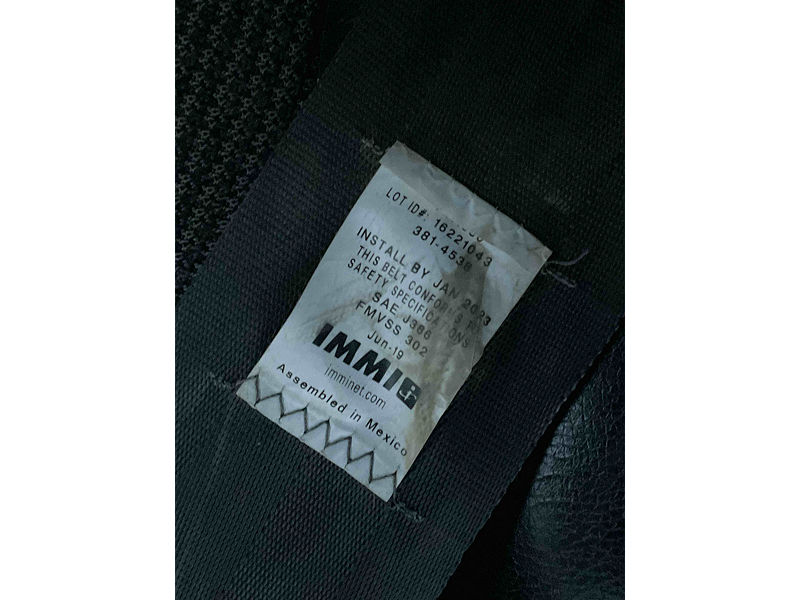 LOT ID#: 16221043
381-4538
INSTALL BY JAN 2023
THIS BELT CONFORMS
SAFETY SPECIFICATIONS
SAE J386
FMVSS 302
Jun-19
IMMI
imminet.com
Assembled in Mexico